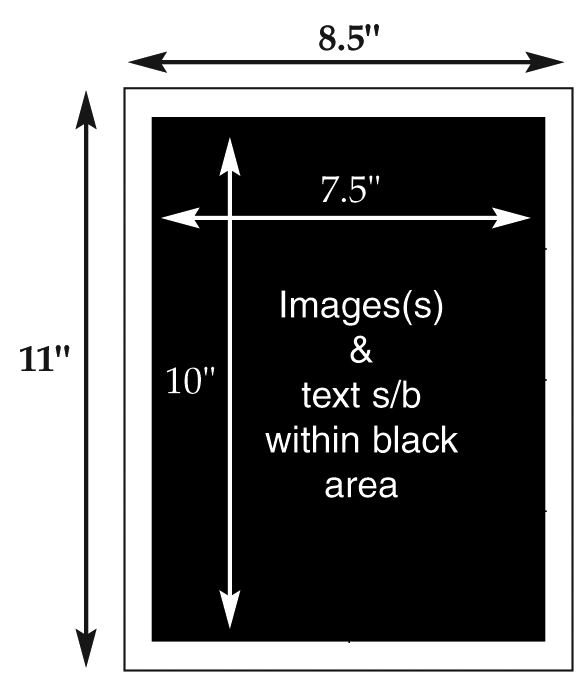 8.5"
7.5"
11"
10"
Images(s)
&
text s/b
within black
area